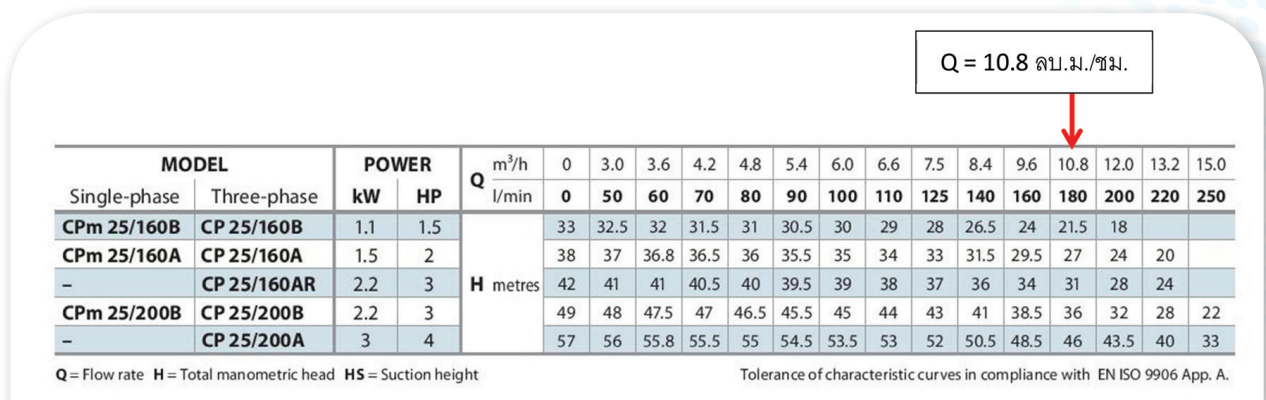 Q = 10.8 ลบ.ม./ชม.
MODEL POWER Q m³/h 0 3.0 3.6 4.2 4.8 5.4 6.0 6.6 7.5 8.4 9.6 10.8 12.0 13.2 15.0
Single-phase Three-phase kW HP l/min 0 50 60 70 80 90 100 110 125 140 160 180 200 220 250
CPm 25/160B CP 25/160B 1.1 1.5 33 32.5 32 31.5 31 30.5 30 29 28 26.5 24 21.5 18
CPm 25/160A CP 25/160A 1.5 2 38 37 36.8 36.5 36 35.5 35 34 33 31.5 29.5 27 24 20
– CP 25/160AR 2.2 3 H metres 42 41 41 40.5 40 39.5 39 38 37 36 34 31 28 24
CPm 25/200B CP 25/200B 2.2 3 49 48 47.5 47 46.5 45.5 45 44 43 41 38.5 36 32 28 22
– CP 25/200A 3 4 57 56 55.8 55.5 55 54.5 53.5 53 52 50.5 48.5 46 43.5 40 33
Q = Flow rate H = Total manometric head HS = Suction height Tolerance of characteristic curves in compliance with EN ISO 9906 App. A.